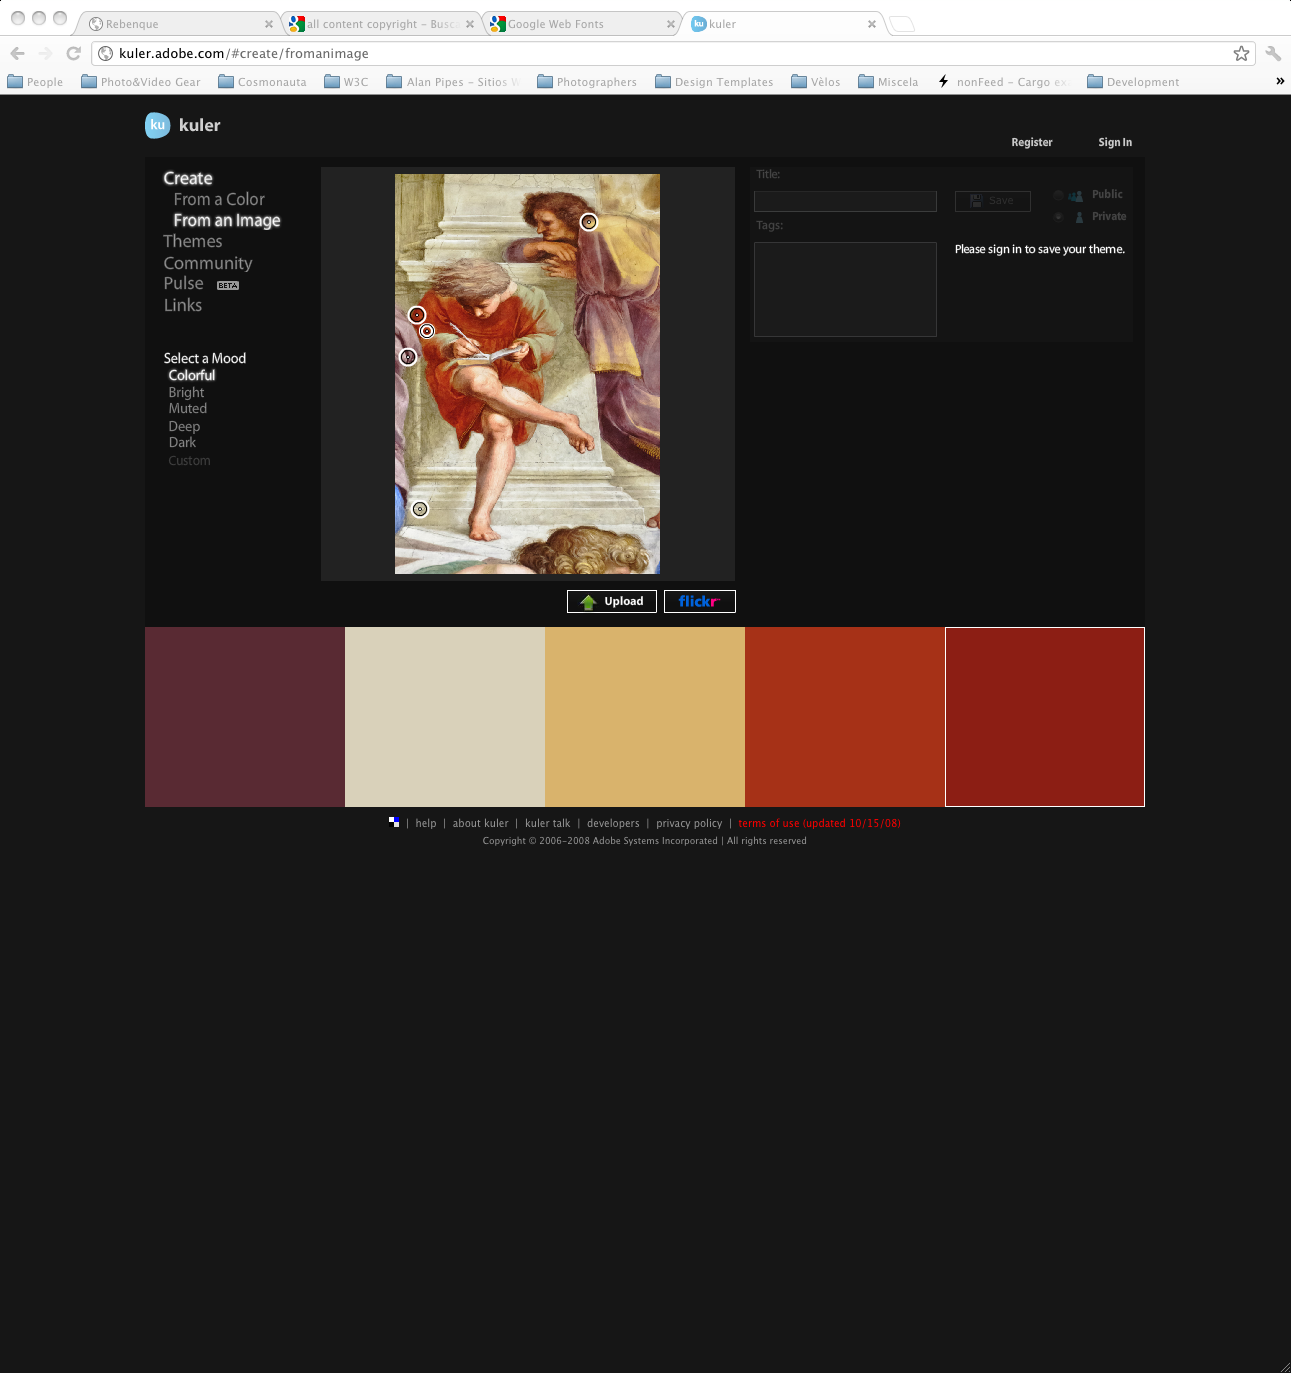 Rebenque
all content copyright - Busca
Google Web Fonts
kuler
kuler.adobe.com/#create/fromanimage
People
Photo&Video Gear
Cosmonauta
W3C
Alan Pipes - Sitios W
Photographers
Design Templates
Vèlos
Miscela
nonFeed - Cargo ex
Development
»
ku kuler
Register
Sign In
Create
From a Color
From an Image
Themes
Community
Pulse BETA
Links
Select a Mood
Colorful
Bright
Muted
Deep
Dark
Custom
Title:
Save
Public
Private
Tags:
Please sign in to save your theme.
Upload
flickr
| help | about kuler | kuler talk | developers | privacy policy | terms of use (updated 10/15/08)
Copyright © 2006-2008 Adobe Systems Incorporated | All rights reserved